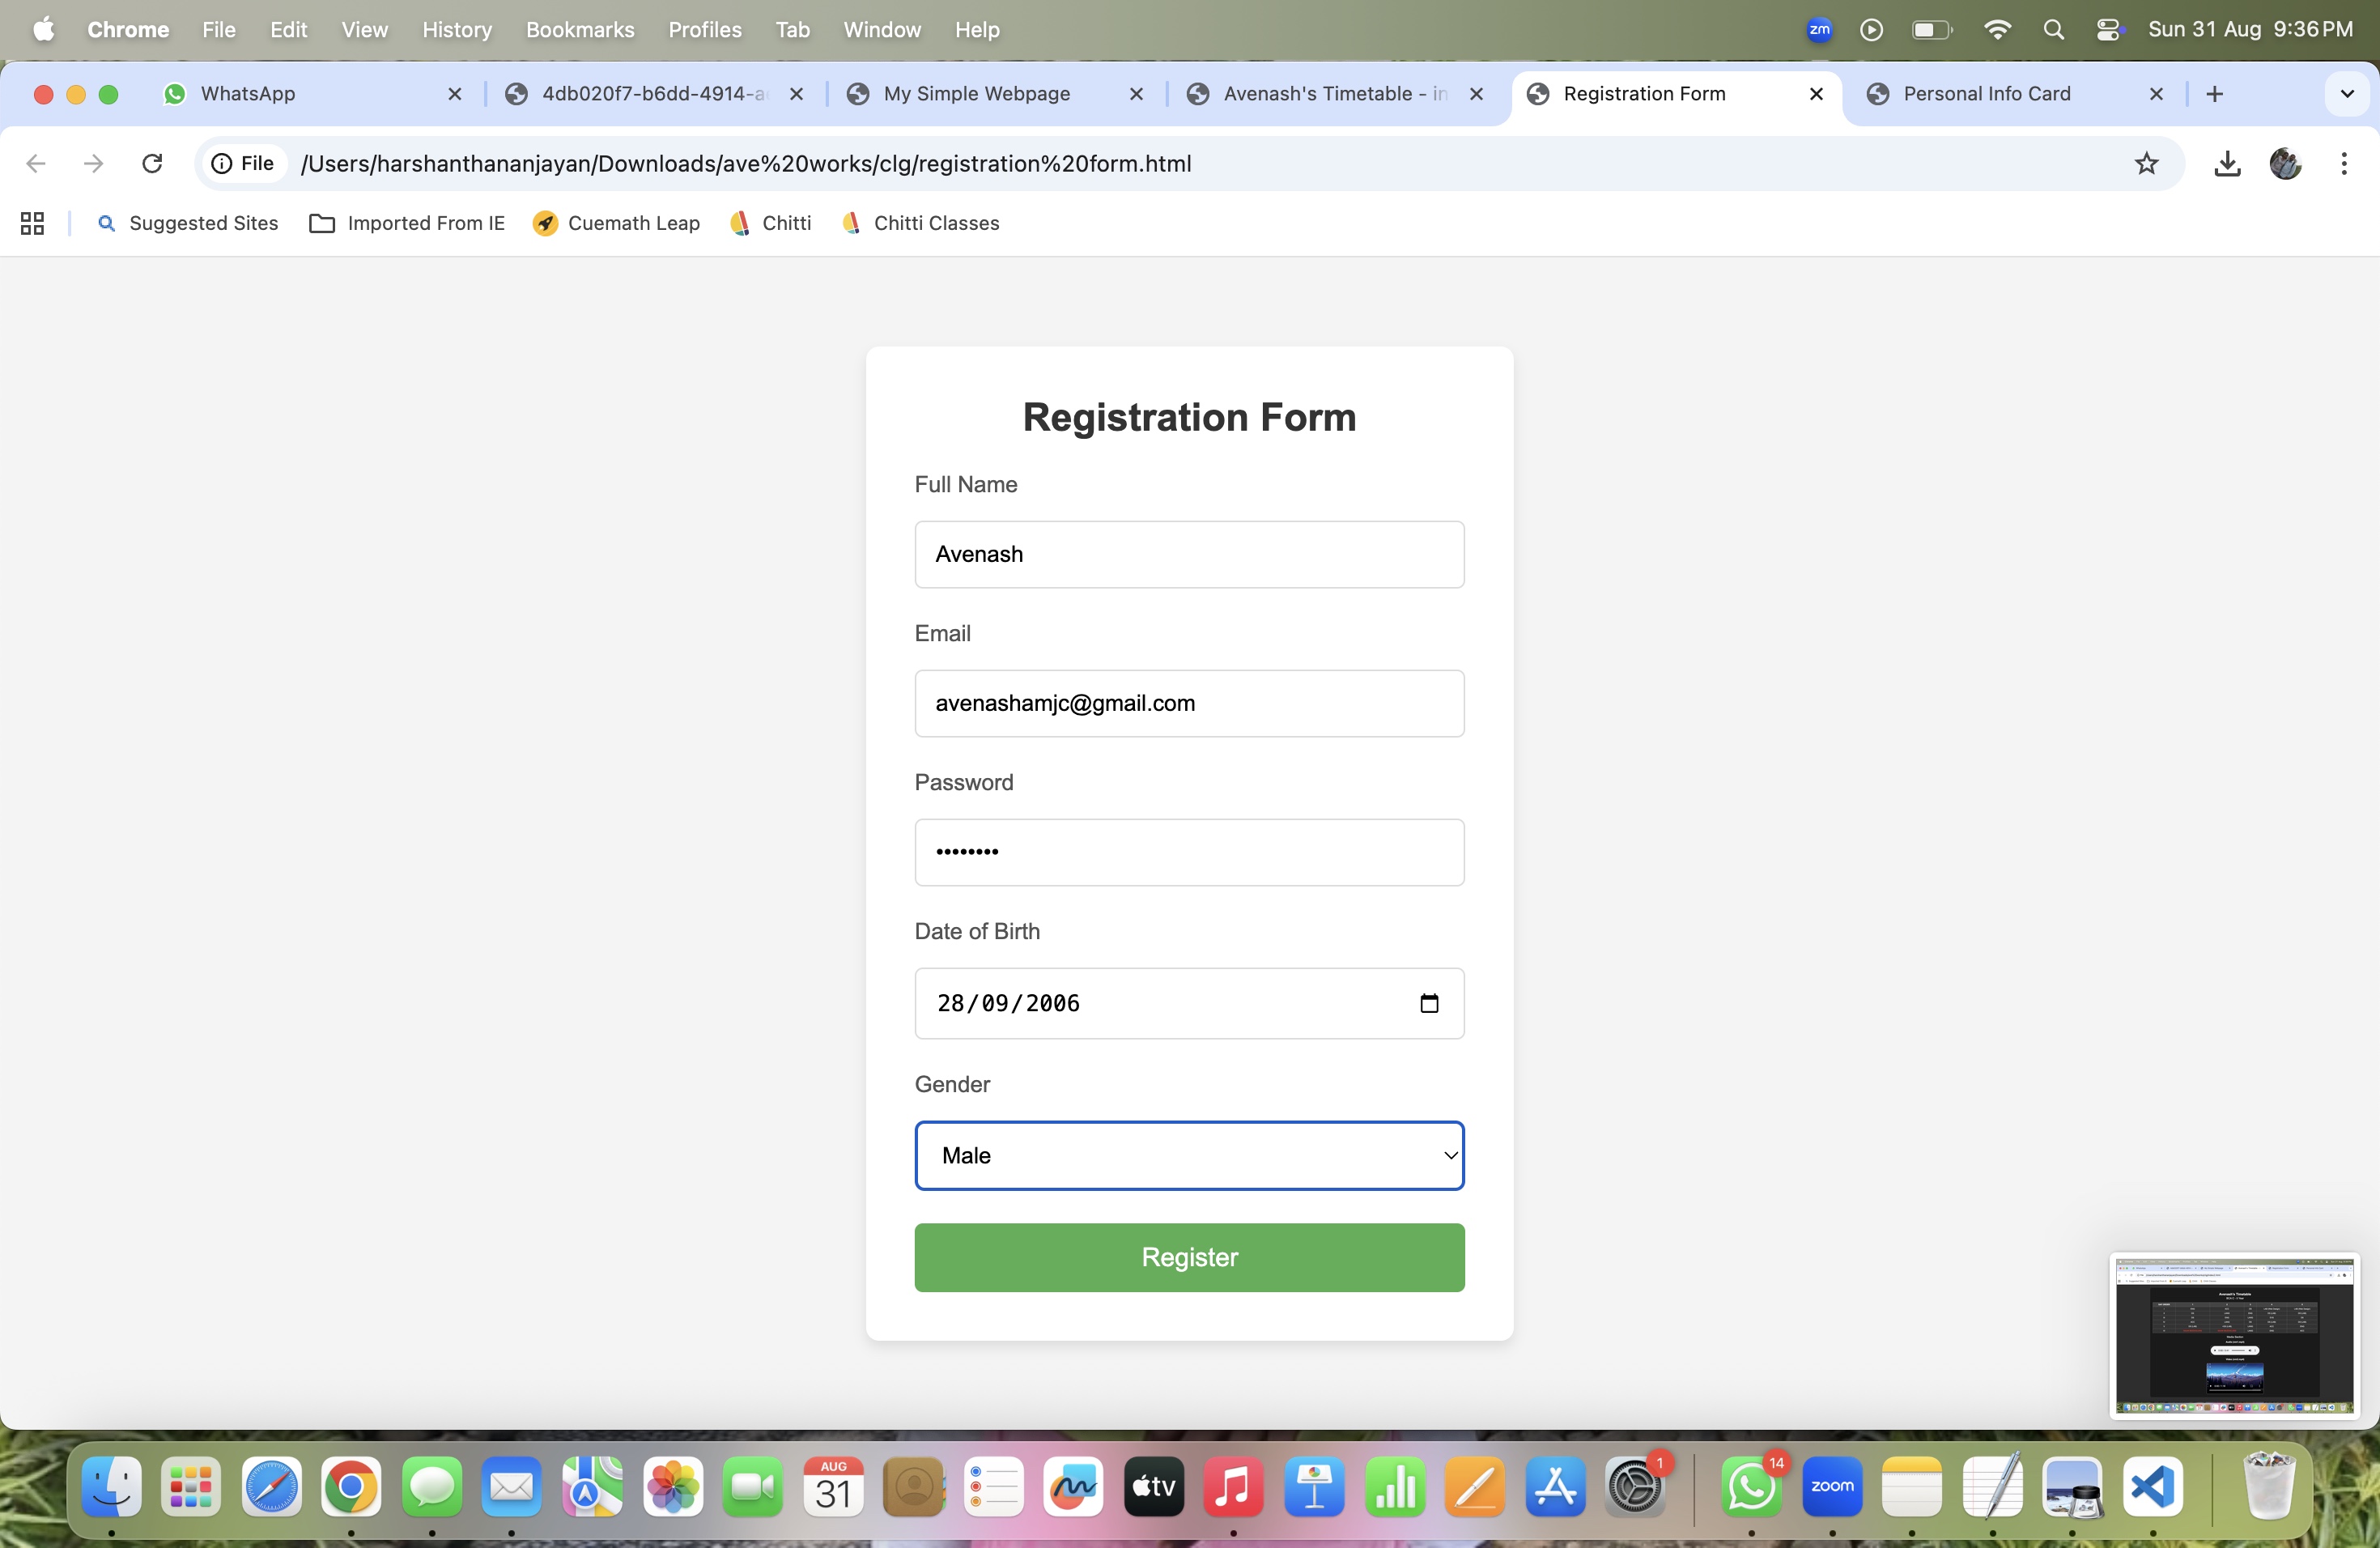 Chrome File Edit View History Bookmarks Profiles Tab Window Help zm Sun 31 Aug 9:36 PM
WhatsApp 4db020f7-b6dd-4914-a My Simple Webpage Avenash's Timetable - in Registration Form Personal Info Card
File /Users/harshanthananjayan/Downloads/ave%20works/clg/registration%20form.html
Suggested Sites Imported From IE Cuemath Leap Chitti Chitti Classes
Registration Form
Full Name
Avenash
Email
avenashamjc@gmail.com
Password
••••••••
Date of Birth
28/09/2006
Gender
Male
Register
AUG
31
tv
1
14
zoom